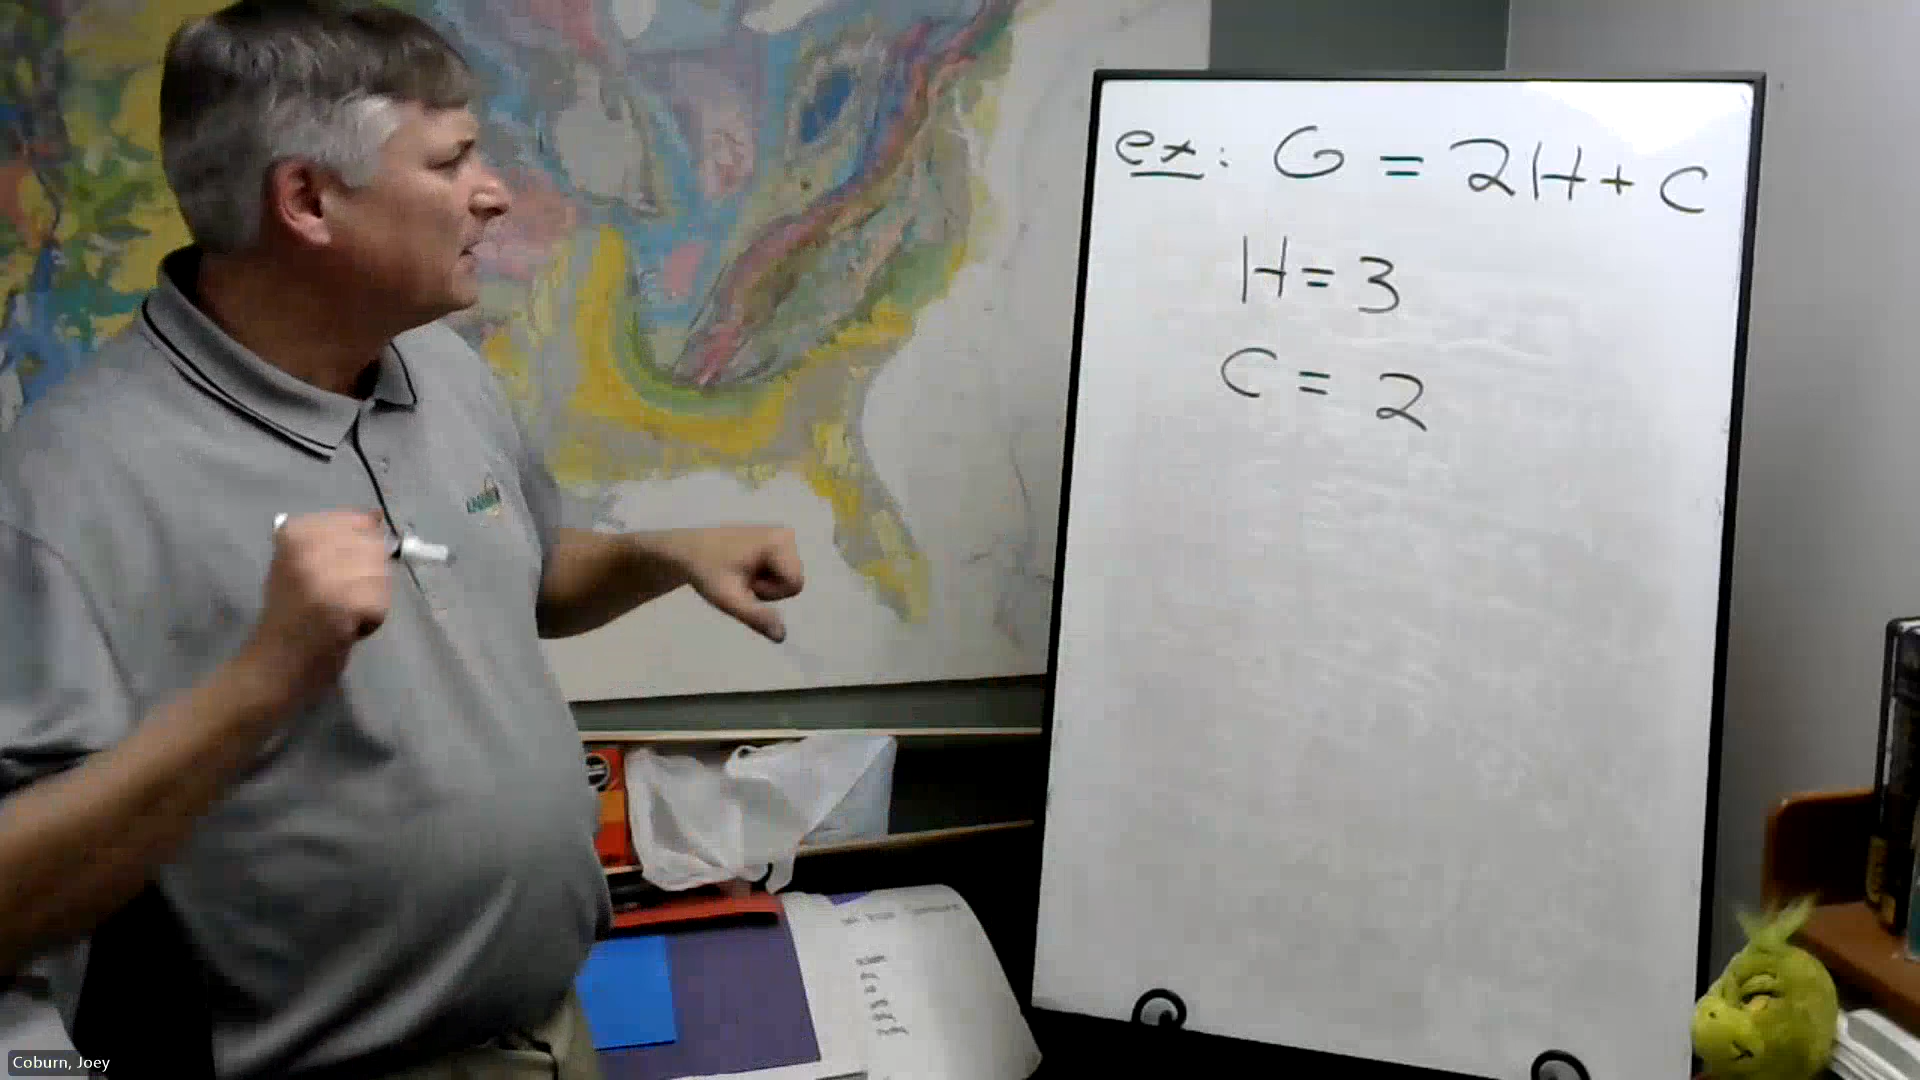 ex: G = 2H + C
H = 3
C = 2
Coburn, Joey